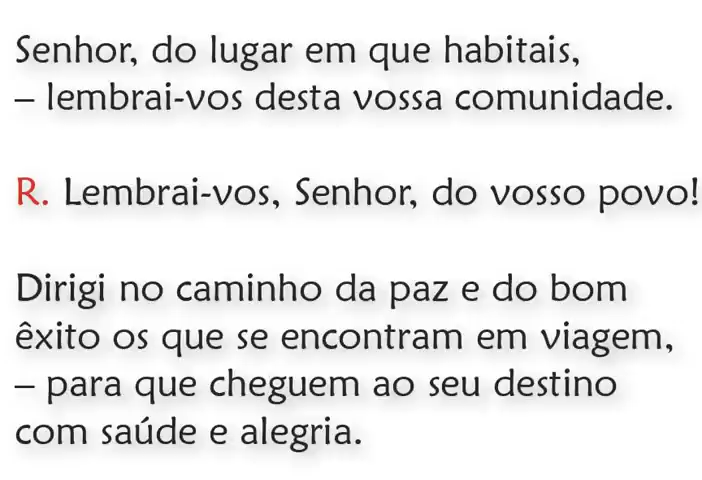 Senhor, do lugar em que habitais,
– lembrai-vos desta vossa comunidade.
R. Lembrai-vos, Senhor, do vosso povo!
Dirigi no caminho da paz e do bom
êxito os que se encontram em viagem,
– para que cheguem ao seu destino
com saúde e alegria.